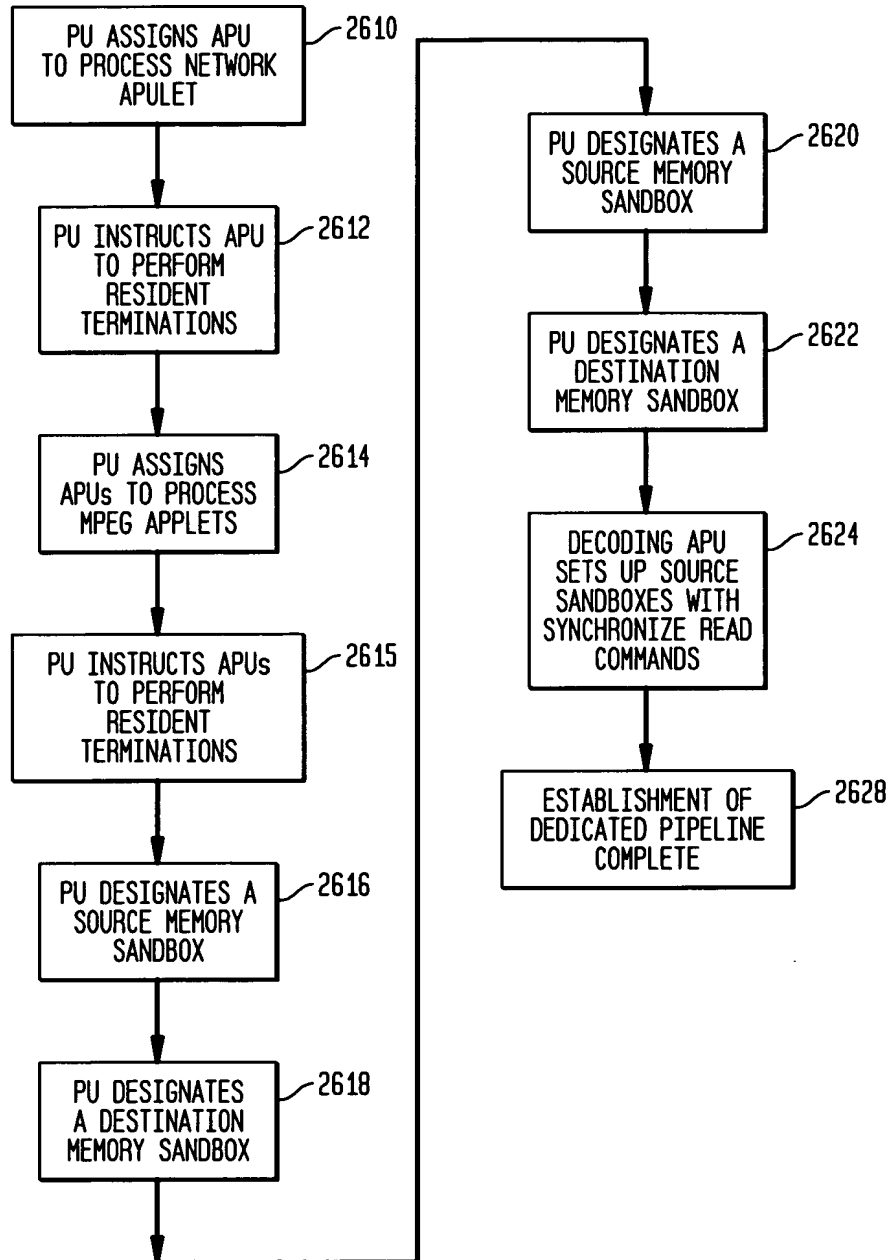 PU ASSIGNS APU
TO PROCESS NETWORK
APULET
2610
PU INSTRUCTS APU
TO PERFORM
RESIDENT
TERMINATIONS
2612
PU ASSIGNS
APUs TO PROCESS
MPEG APPLETS
2614
PU INSTRUCTS APUs
TO PERFORM
RESIDENT
TERMINATIONS
2615
PU DESIGNATES A
SOURCE MEMORY
SANDBOX
2616
PU DESIGNATES
A DESTINATION
MEMORY SANDBOX
2618
PU DESIGNATES A
SOURCE MEMORY
SANDBOX
2620
PU DESIGNATES A
DESTINATION
MEMORY SANDBOX
2622
DECODING APU
SETS UP SOURCE
SANDBOXES WITH
SYNCHRONIZE READ
COMMANDS
2624
ESTABLISHMENT OF
DEDICATED PIPELINE
COMPLETE
2628